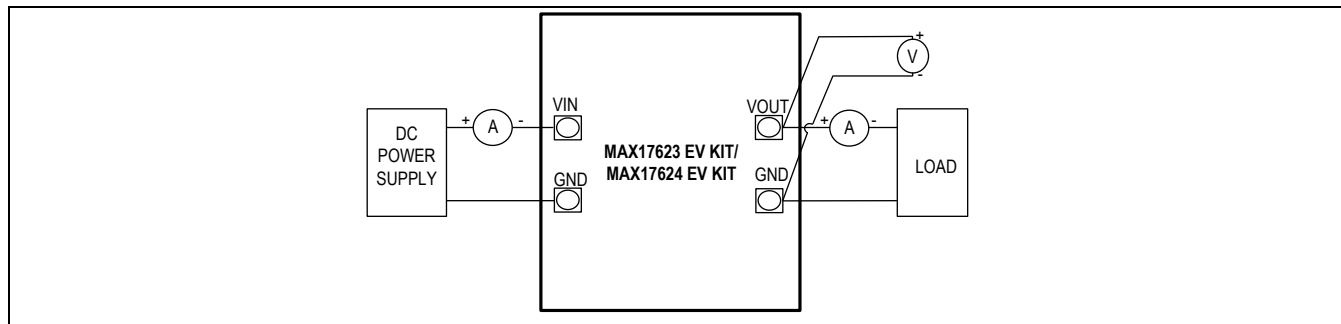 DC
POWER
SUPPLY
+ A -
VIN
GND
MAX17623 EV KIT/
MAX17624 EV KIT
VOUT
GND
+
V
-
+ A -
LOAD